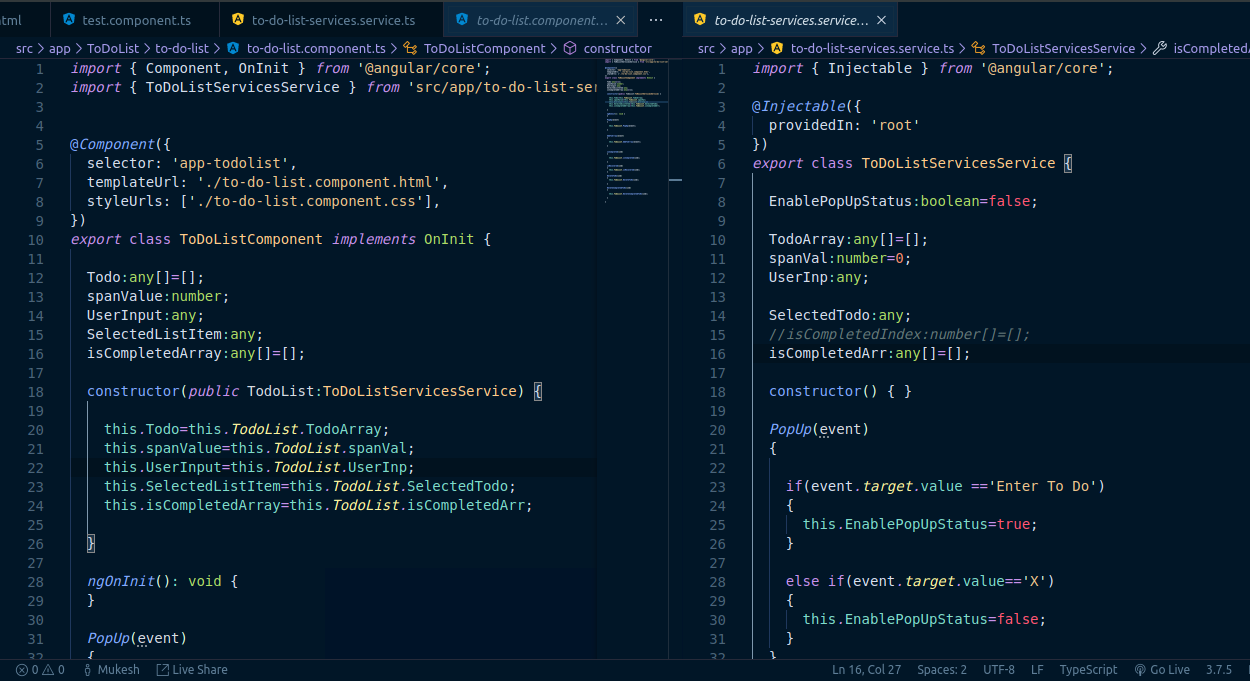 tml test.component.ts to-do-list-services.service.ts to-do-list.component... × ··· to-do-list-services.service... ×
src > app > ToDoList > to-do-list > to-do-list.component.ts > ToDoListComponent > constructor
1 import { Component, OnInit } from '@angular/core';
2 import { ToDoListServicesService } from 'src/app/to-do-list-ser
3
4
5 @Component({
6 selector: 'app-todolist',
7 templateUrl: './to-do-list.component.html',
8 styleUrls: ['./to-do-list.component.css'],
9 })
10 export class ToDoListComponent implements OnInit {
11
12 Todo:any[]=[];
13 spanValue:number;
14 UserInput:any;
15 SelectedListItem:any;
16 isCompletedArray:any[]=[];
17
18 constructor(public TodoList:ToDoListServicesService) {
19
20 this.Todo=this.TodoList.TodoArray;
21 this.spanValue=this.TodoList.spanVal;
22 this.UserInput=this.TodoList.UserInp;
23 this.SelectedListItem=this.TodoList.SelectedTodo;
24 this.isCompletedArray=this.TodoList.isCompletedArr;
25
26 }
27
28 ngOnInit(): void {
29 }
30
31 PopUp(event)
32 {
src > app > to-do-list-services.service.ts > ToDoListServicesService > isCompletedA
1 import { Injectable } from '@angular/core';
2
3 @Injectable({
4 providedIn: 'root'
5 })
6 export class ToDoListServicesService {
7
8 EnablePopUpStatus:boolean=false;
9
10 TodoArray:any[]=[];
11 spanVal:number=0;
12 UserInp:any;
13
14 SelectedTodo:any;
15 //isCompletedIndex:number[]=[];
16 isCompletedArr:any[]=[];
17
18 constructor() { }
19
20 PopUp(event)
21 {
22
23 if(event.target.value =='Enter To Do')
24 {
25 this.EnablePopUpStatus=true;
26 }
27
28 else if(event.target.value=='X')
29 {
30 this.EnablePopUpStatus=false;
31 }
32 }
0 0 Mukesh Live Share Ln 16, Col 27 Spaces: 2 UTF-8 LF TypeScript Go Live 3.7.5